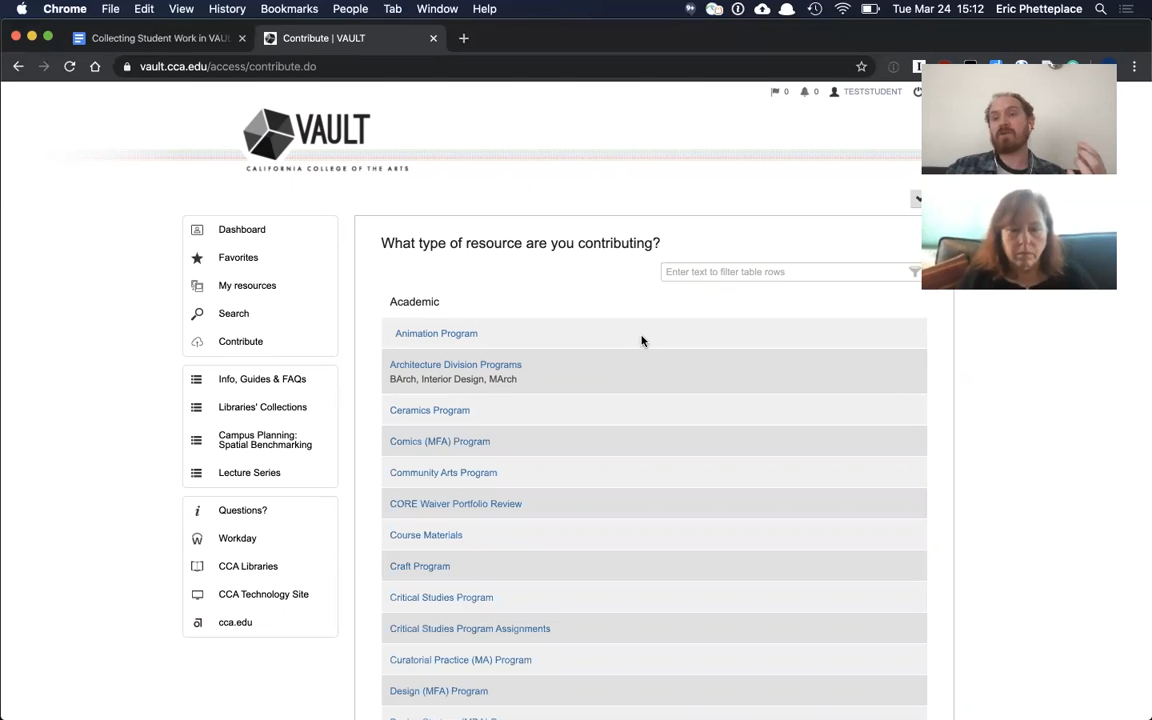 Chrome File Edit View History Bookmarks People Tab Window Help Tue Mar 24 15:12 Eric Phetteplace
Collecting Student Work in VAU
Contribute | VAULT
vault.cca.edu/access/contribute.do
0 0 TESTSTUDENT
VAULT
CALIFORNIA COLLEGE OF THE ARTS
Dashboard
Favorites
My resources
Search
Contribute
Info, Guides & FAQs
Libraries' Collections
Campus Planning:
Spatial Benchmarking
Lecture Series
Questions?
Workday
CCA Libraries
CCA Technology Site
cca.edu
What type of resource are you contributing?
Enter text to filter table rows
Academic
Animation Program
Architecture Division Programs
BArch, Interior Design, MArch
Ceramics Program
Comics (MFA) Program
Community Arts Program
CORE Waiver Portfolio Review
Course Materials
Craft Program
Critical Studies Program
Critical Studies Program Assignments
Curatorial Practice (MA) Program
Design (MFA) Program